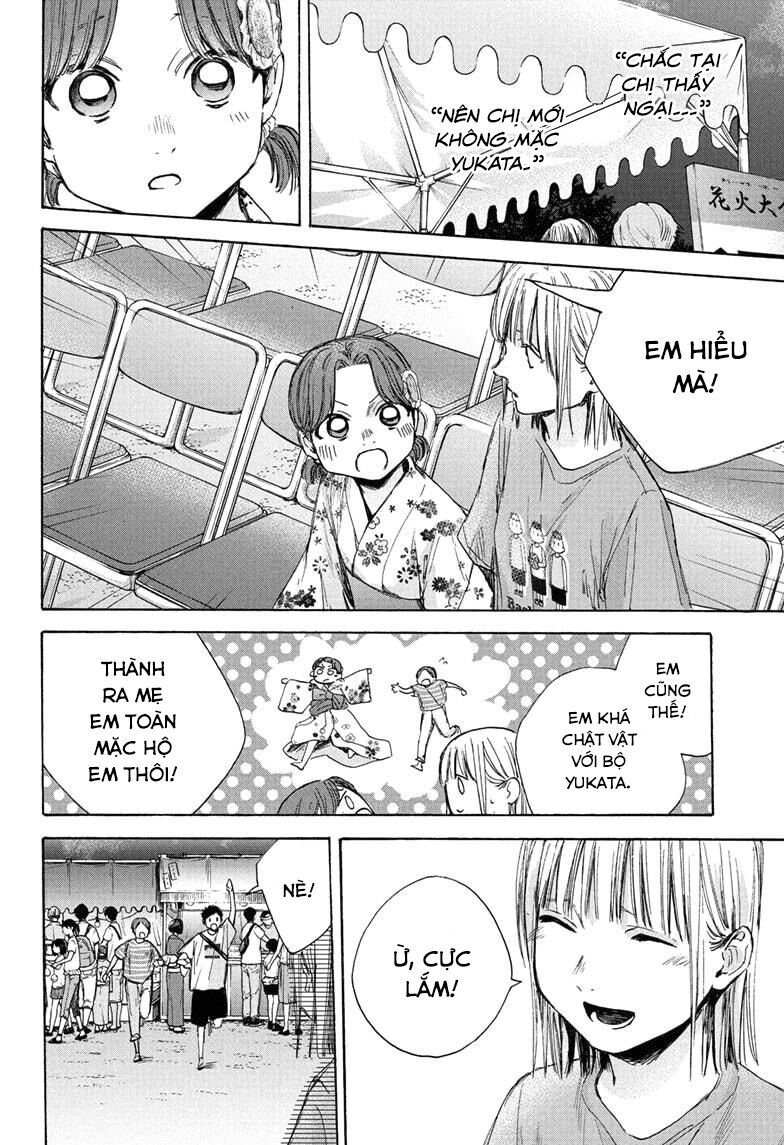 “CHẮC TẠI
CHỊ THẤY
NGẠI---”
“NÊN CHỊ MỚI
KHÔNG MẶC
YUKATA-”
花火大
EM HIỂU
MÀ!
EM
CŨNG
THẾ!
EM KHÁ
CHẬT VẬT
VỚI BỘ
YUKATA.
THÀNH
RA MẸ
EM TOÀN
MẶC HỘ
EM THÔI!
Ừ, CỰC
LẮM!
NÈ!